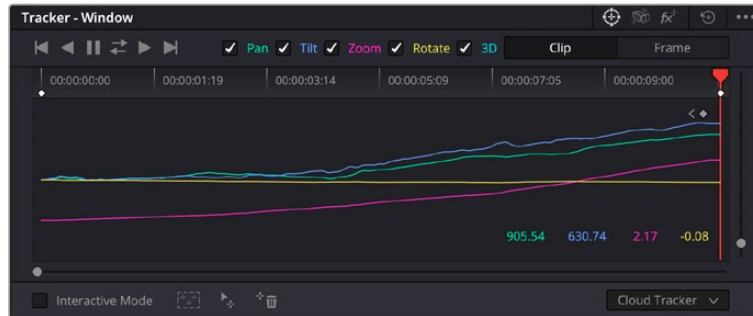 Tracker - Window
fx
Pan Tilt Zoom Rotate 3D Clip Frame
00:00:00:00 00:00:01:19 00:00:03:14 00:00:05:09 00:00:07:05 00:00:09:00
905.54 630.74 2.17 -0.08
Interactive Mode Cloud Tracker